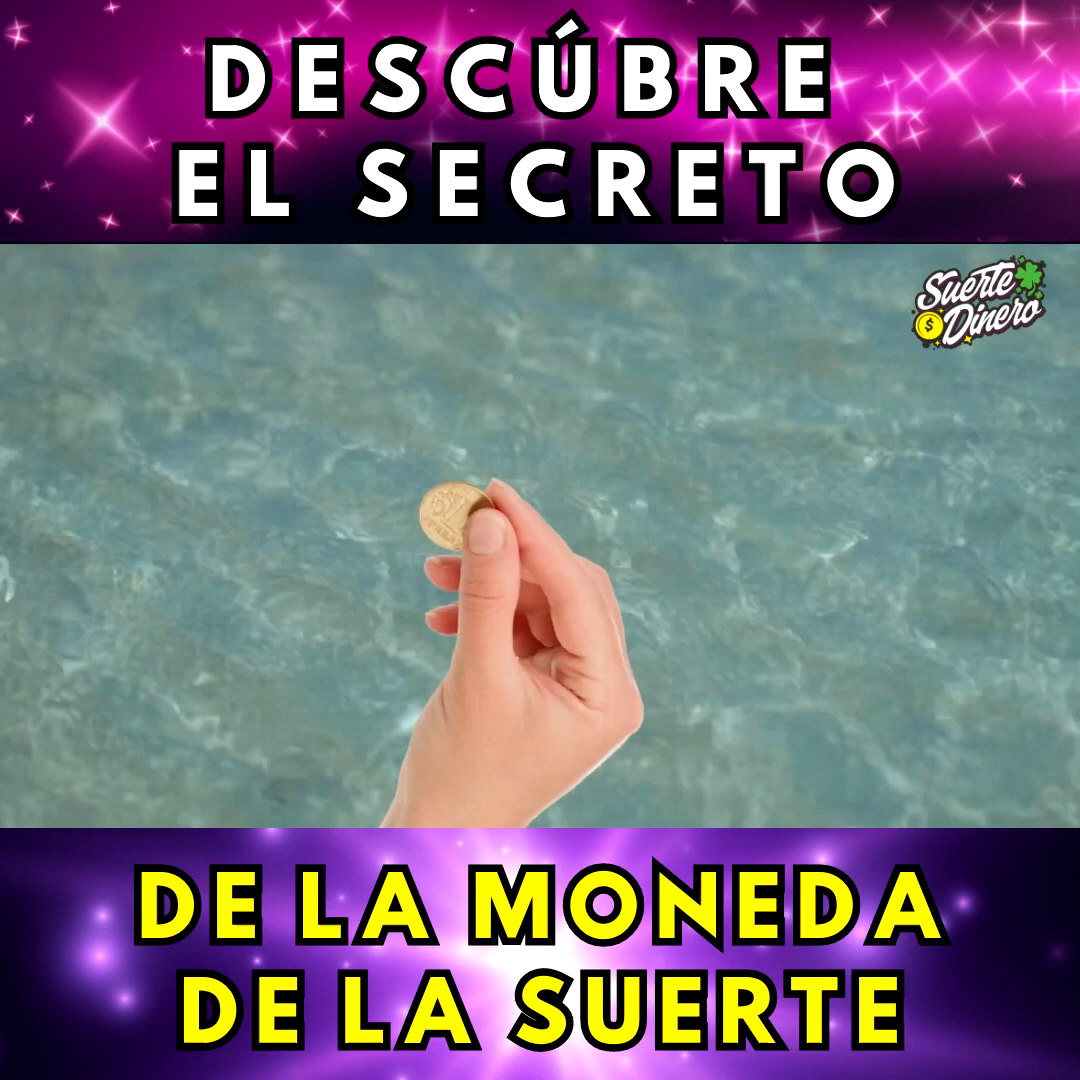 DESCÚBRE
EL SECRETO
Suerte
$ Dinero
DE LA MONEDA
DE LA SUERTE